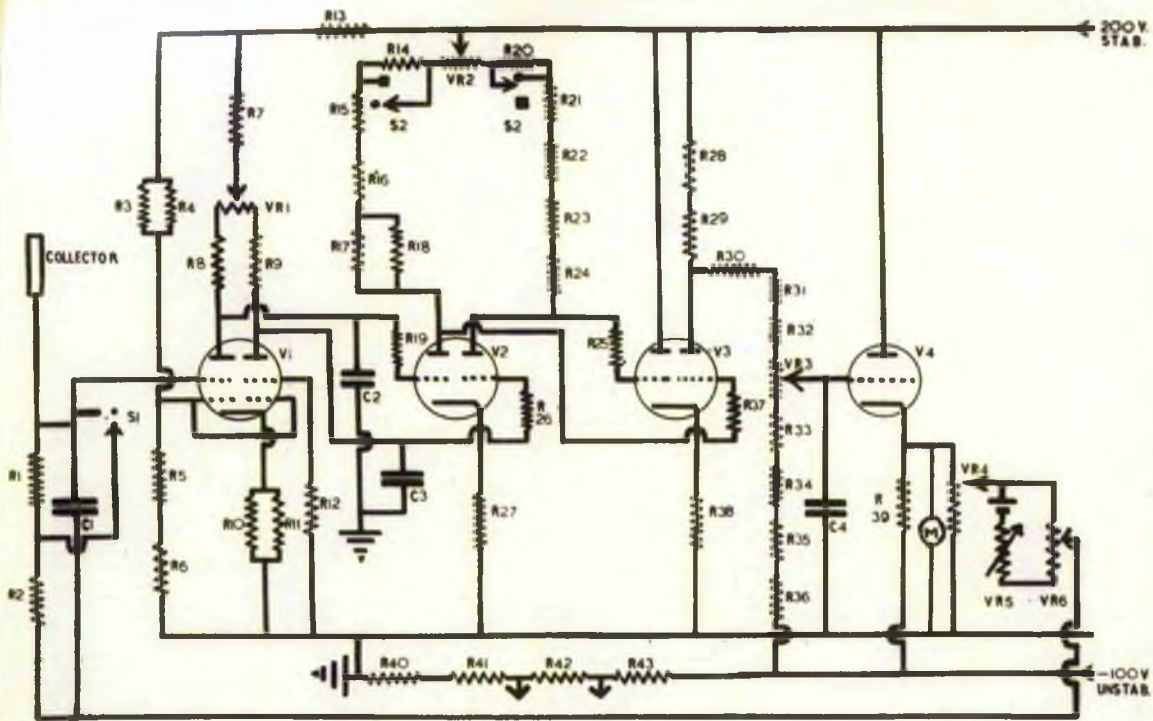 R13
200V.
STAB.
R14
VR2
R20
R15
S2
S2
R21
R7
R22
R28
R16
R3
R4
VR1
R23
R29
R17
R18
R8
R9
R24
R30
COLLECTOR
R31
R19
R25
R32
V1
V2
V3
VR3
V4
C2
S1
R
26
R37
R33
R1
R5
C3
VR4
C1
R10
R11
R12
R27
R38
R34
C4
R
39
M
R35
R6
R2
R36
VR5
VR6
R40
R41
R42
R43
-100V
UNSTAB.